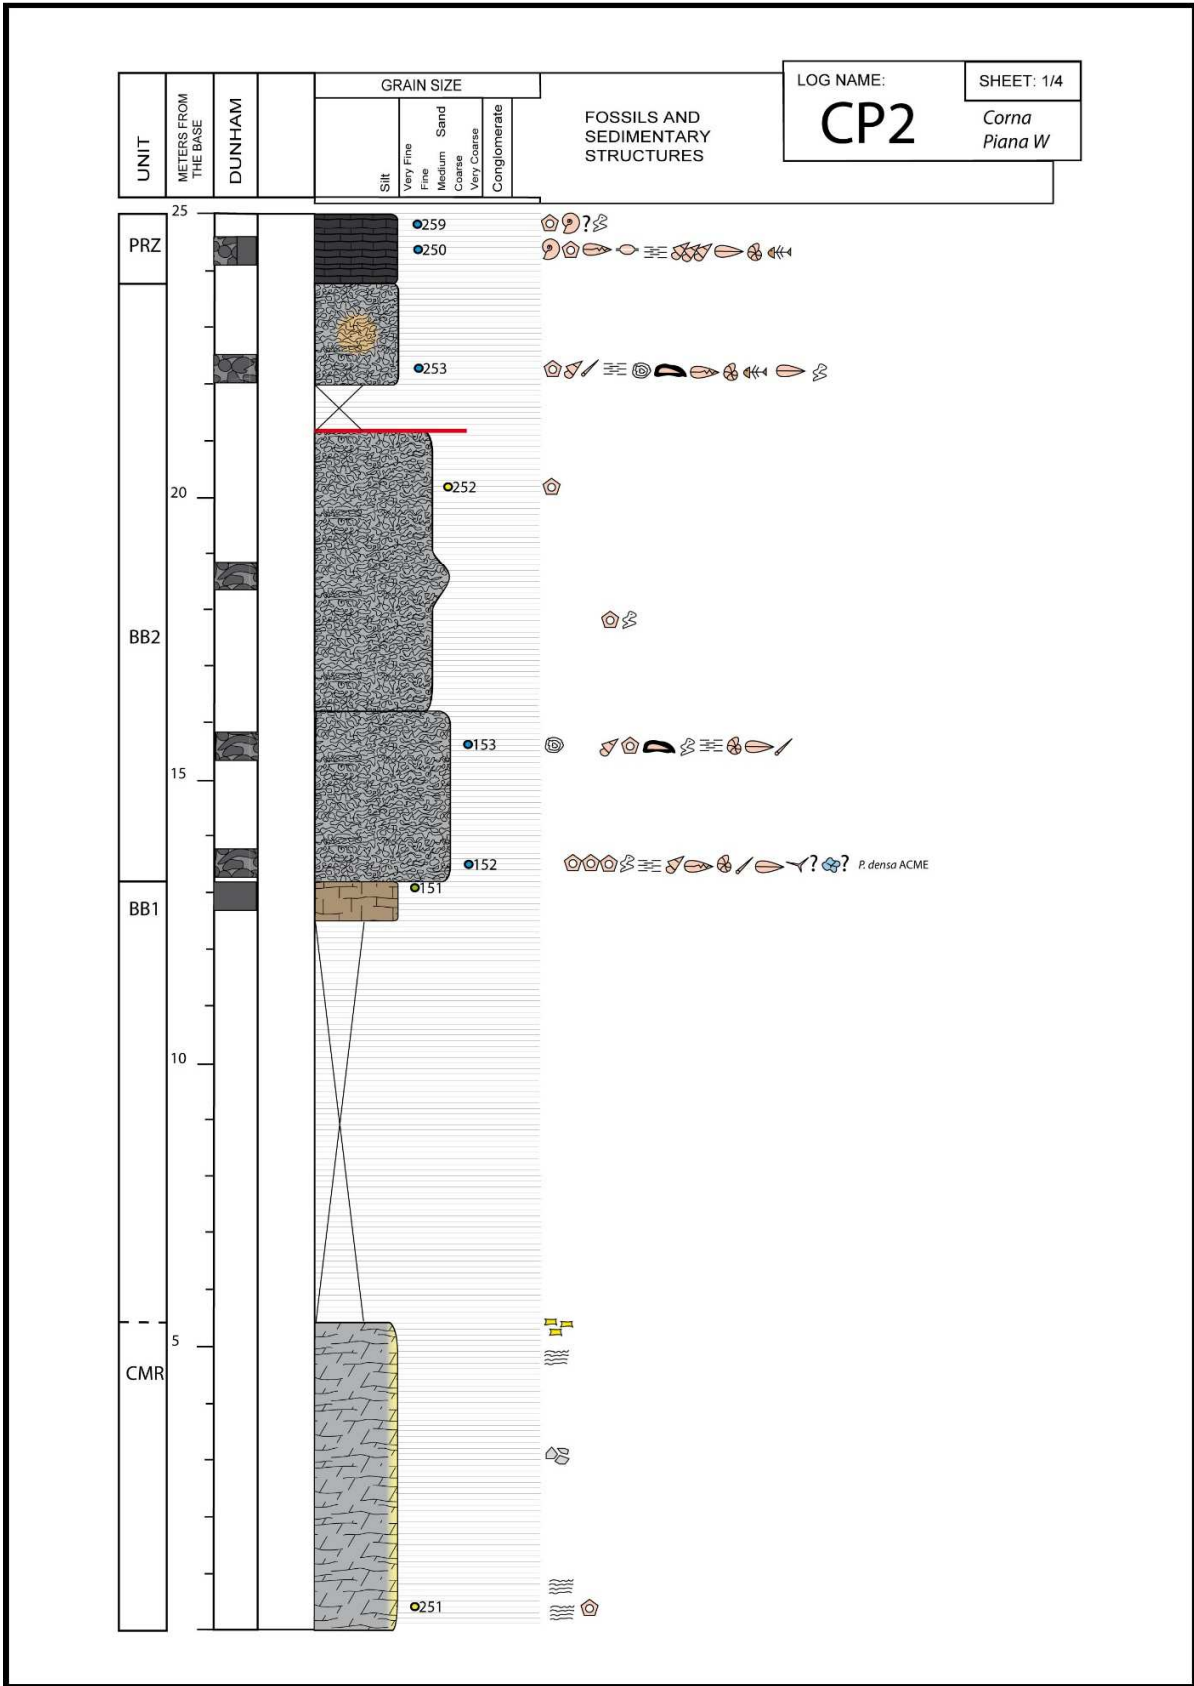 LOG NAME:
CP2
SHEET: 1/4
Corna
Piana W
UNIT
METERS FROM
THE BASE
DUNHAM
GRAIN SIZE
Silt
Very Fine
Fine
Medium Sand
Coarse
Very Coarse
Conglomerate
FOSSILS AND
SEDIMENTARY
STRUCTURES
25
PRZ
259
?
250
253
20
252
BB2
153
15
152
? ? P. densa ACME
151
BB1
10
5
CMR
251